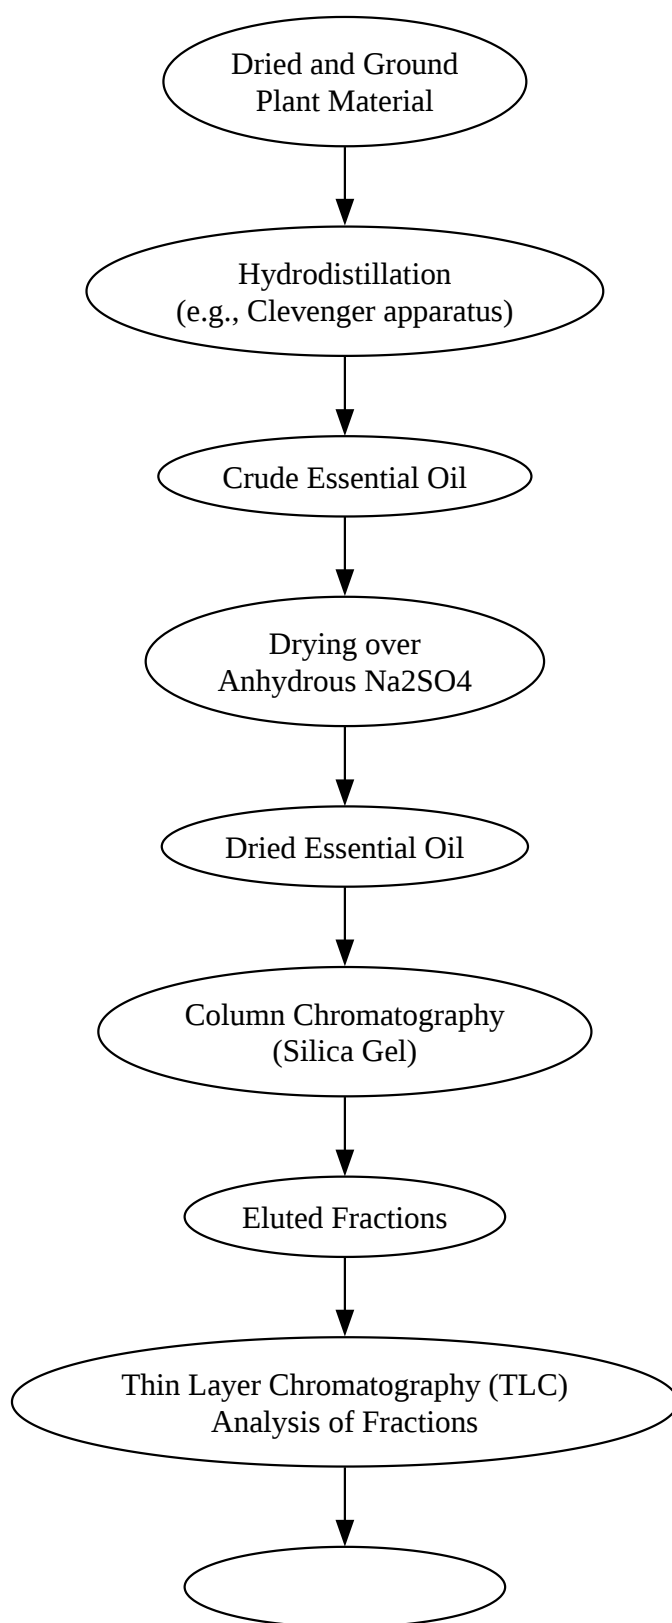 Dried and Ground
Plant Material
Hydrodistillation
(e.g., Clevenger apparatus)
Crude Essential Oil
Drying over
Anhydrous Na2SO4
Dried Essential Oil
Column Chromatography
(Silica Gel)
Eluted Fractions
Thin Layer Chromatography (TLC)
Analysis of Fractions